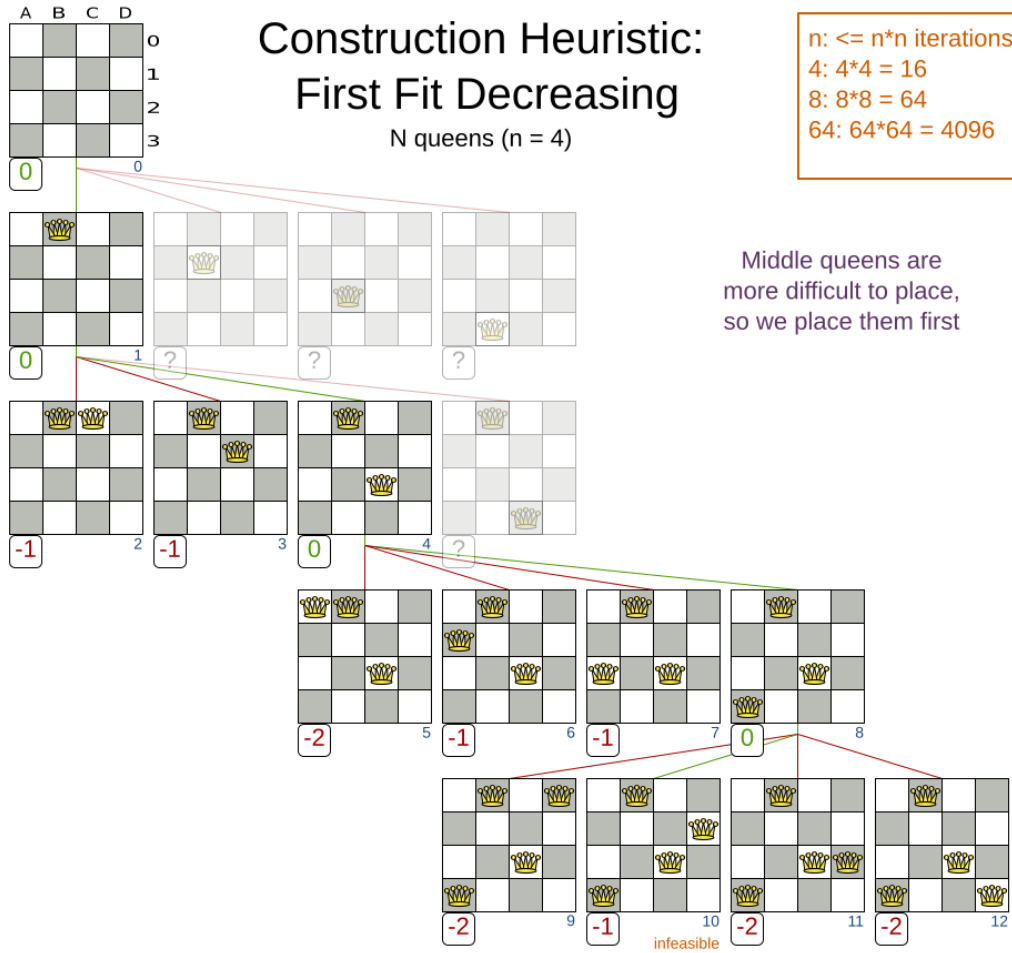 A B C D
Construction Heuristic:
First Fit Decreasing
N queens (n = 4)
n: <= n*n iterations
4: 4*4 = 16
8: 8*8 = 64
64: 64*64 = 4096
0
1
2
3
0 0
Middle queens are
more difficult to place,
so we place them first
0 1 ? ? ?
-1 2 -1 3 0 4 ?
-2 5 -1 6 -1 7 0 8
-2 9 -1 10 -2 11 -2 12
infeasible